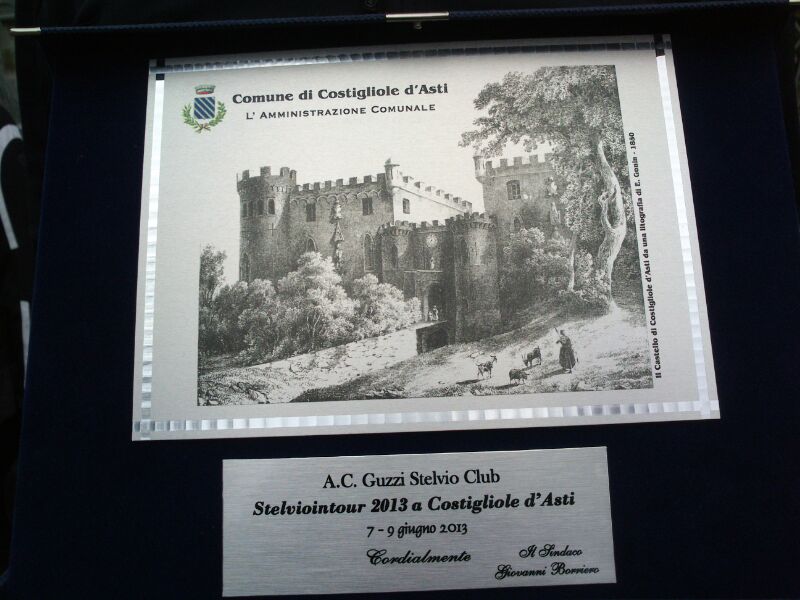 Comune di Costigliole d'Asti
L' Amministrazione Comunale
Il Castello di Costigliole d'Asti da una litografia di E. Gonin - 1850
A.C. Guzzi Stelvio Club
Stelviointour 2013 a Costigliole d'Asti
7 - 9 giugno 2013
Cordialmente
Il Sindaco
Giovanni Borriero